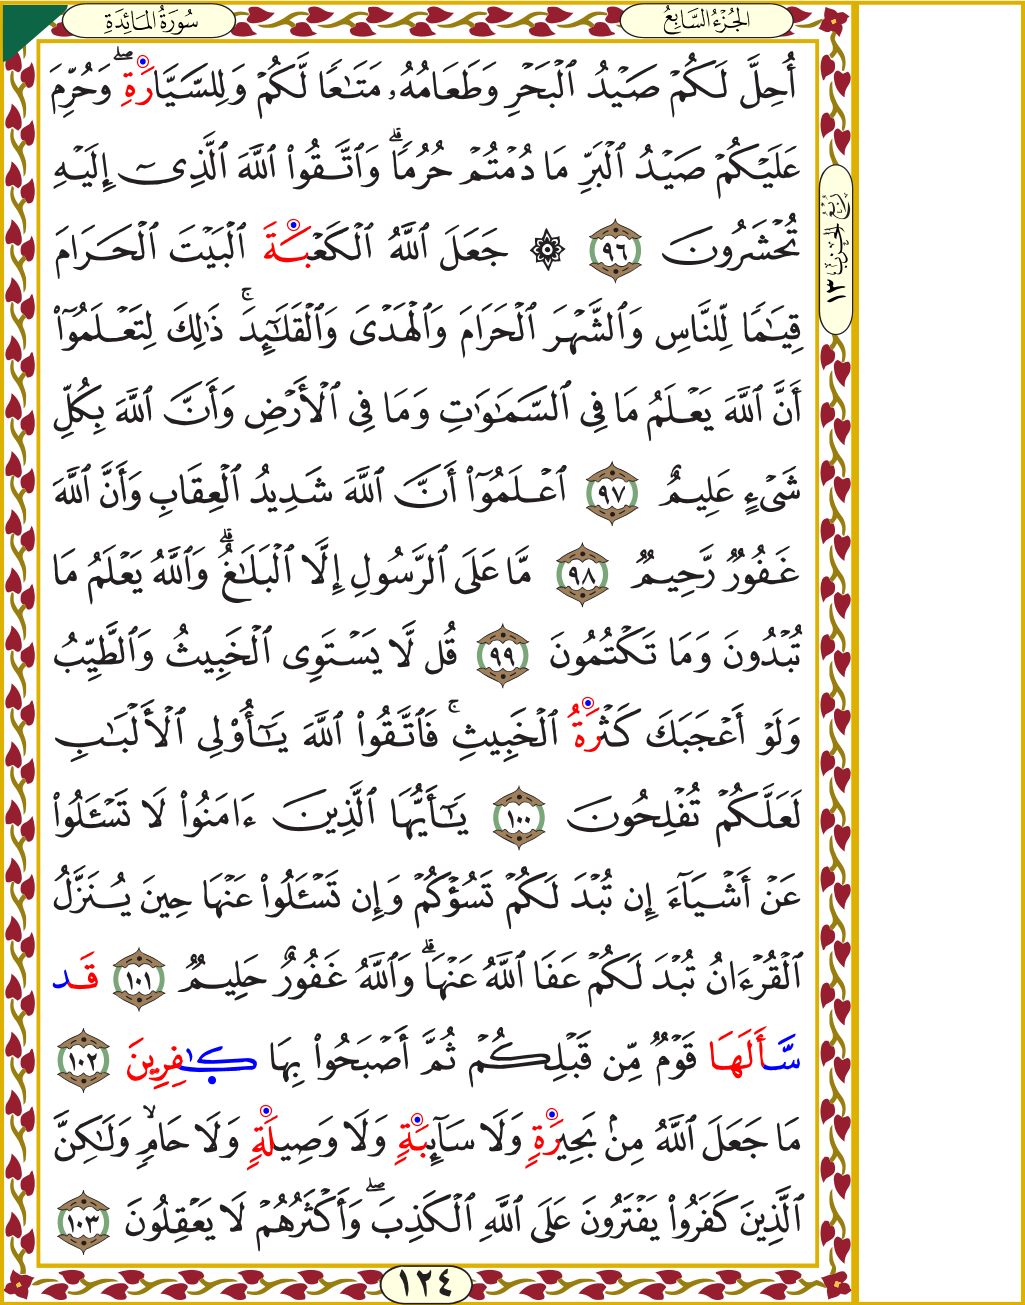 سُورَةُ المَائِدَةِ
الجُزْءُ السَّابِعُ
أُحِلَّ لَكُمْ صَيْدُ ٱلْبَحْرِ وَطَعَامُهُۥ مَتَٰعًا لَّكُمْ وَلِلسَّيَّارَةِۖ وَحُرِّمَ
عَلَيْكُمْ صَيْدُ ٱلْبَرِّ مَا دُمْتُمْ حُرُمًاۗ وَٱتَّقُوا۟ ٱللَّهَ ٱلَّذِىٓ إِلَيْهِ
تُحْشَرُونَ ٩٦ ۞ جَعَلَ ٱللَّهُ ٱلْكَعْبَةَ ٱلْبَيْتَ ٱلْحَرَامَ
قِيَٰمًا لِّلنَّاسِ وَٱلشَّهْرَ ٱلْحَرَامَ وَٱلْهَدْىَ وَٱلْقَلَٰٓئِدَۚ ذَٰلِكَ لِتَعْلَمُوٓا۟
أَنَّ ٱللَّهَ يَعْلَمُ مَا فِى ٱلسَّمَٰوَٰتِ وَمَا فِى ٱلْأَرْضِ وَأَنَّ ٱللَّهَ بِكُلِّ
شَىْءٍ عَلِيمٌ ٩٧ ٱعْلَمُوٓا۟ أَنَّ ٱللَّهَ شَدِيدُ ٱلْعِقَابِ وَأَنَّ ٱللَّهَ
غَفُورٌ رَّحِيمٌ ٩٨ مَّا عَلَى ٱلرَّسُولِ إِلَّا ٱلْبَلَٰغُۗ وَٱللَّهُ يَعْلَمُ مَا
تُبْدُونَ وَمَا تَكْتُمُونَ ٩٩ قُل لَّا يَسْتَوِى ٱلْخَبِيثُ وَٱلطَّيِّبُ
وَلَوْ أَعْجَبَكَ كَثْرَةُ ٱلْخَبِيثِۚ فَٱتَّقُوا۟ ٱللَّهَ يَٰٓأُو۟لِى ٱلْأَلْبَٰبِ
لَعَلَّكُمْ تُفْلِحُونَ ١٠٠ يَٰٓأَيُّهَا ٱلَّذِينَ ءَامَنُوا۟ لَا تَسْـَٔلُوا۟
عَنْ أَشْيَآءَ إِن تُبْدَ لَكُمْ تَسُؤْكُمْ وَإِن تَسْـَٔلُوا۟ عَنْهَا حِينَ يُنَزَّلُ
ٱلْقُرْءَانُ تُبْدَ لَكُمْ عَفَا ٱللَّهُ عَنْهَاۗ وَٱللَّهُ غَفُورٌ حَلِيمٌ ١٠١ قَد
سَّأَلَهَا قَوْمٌ مِّن قَبْلِكُمْ ثُمَّ أَصْبَحُوا۟ بِهَا كَٰفِرِينَ ١٠٢
مَا جَعَلَ ٱللَّهُ مِنۢ بَحِيرَةٍ وَلَا سَآئِبَةٍ وَلَا وَصِيلَةٍ وَلَا حَامٍۙ وَلَٰكِنَّ
ٱلَّذِينَ كَفَرُوا۟ يَفْتَرُونَ عَلَى ٱللَّهِ ٱلْكَذِبَۖ وَأَكْثَرُهُمْ لَا يَعْقِلُونَ ١٠٣
رُبْعُ الحِزْبِ ١٣
١٢٤